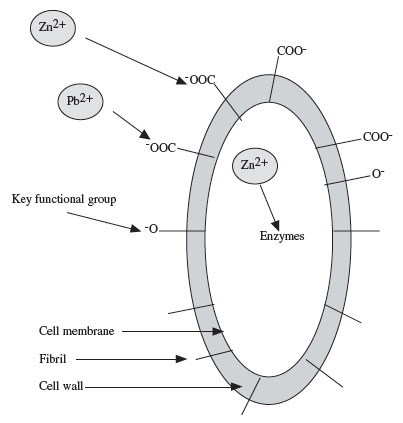 Zn2+
COO-
-OOC
Pb2+
COO-
-OOC
Zn2+
O-
Key functional group
-O
Enzymes
Cell membrane
Fibril
Cell wall